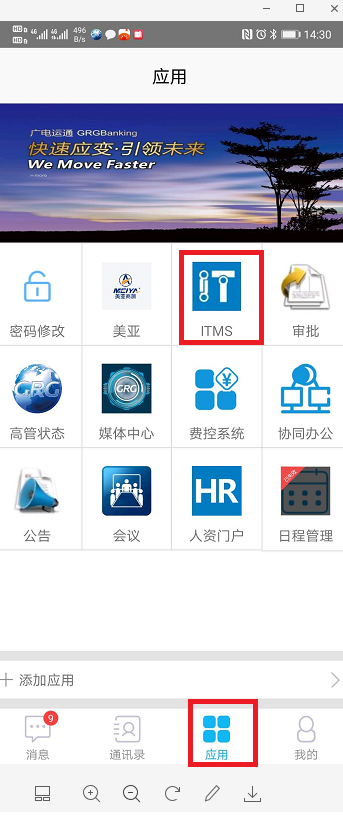 HD 4G 4G 496 B/s 14:30
应用
广电运通 GRGBanking
快速应变·引领未来
We Move Faster
密码修改 美亚 ITMS 审批
MEIYA
美亚商旅
GRG GRG
高管状态 媒体中心 费控系统 协同办公
HR
公告 会议 人资门户 日程管理
添加应用
9
消息 通讯录 应用 我的